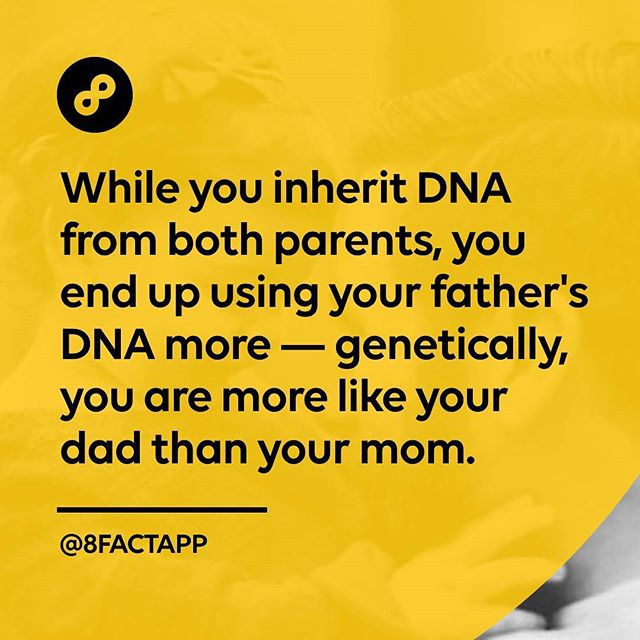 While you inherit DNA
from both parents, you
end up using your father's
DNA more — genetically,
you are more like your
dad than your mom.
@8FACTAPP